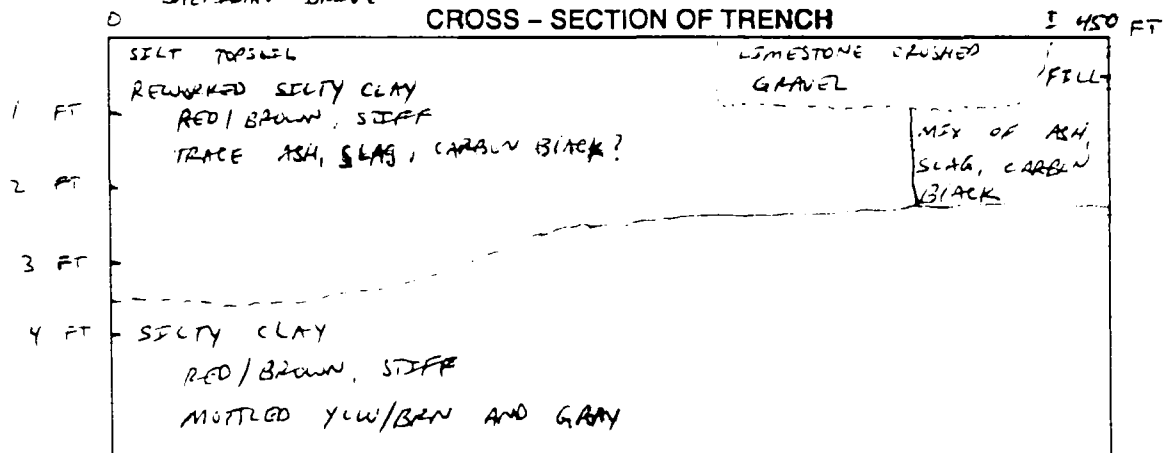 0 CROSS – SECTION OF TRENCH I 450 FT
SILT TOPSOIL
LIMESTONE CRUSHED
GRAVEL
FILL
REWORKED SILTY CLAY
1 FT
RED/BROWN, STIFF
TRACE ASH, SLAG, CARBON BLACK?
MIX OF ASH,
SLAG, CARBON
BLACK
2 FT
3 FT
4 FT
SILTY CLAY
RED/BROWN, STIFF
MOTTLED YLW/BRN AND GRAY